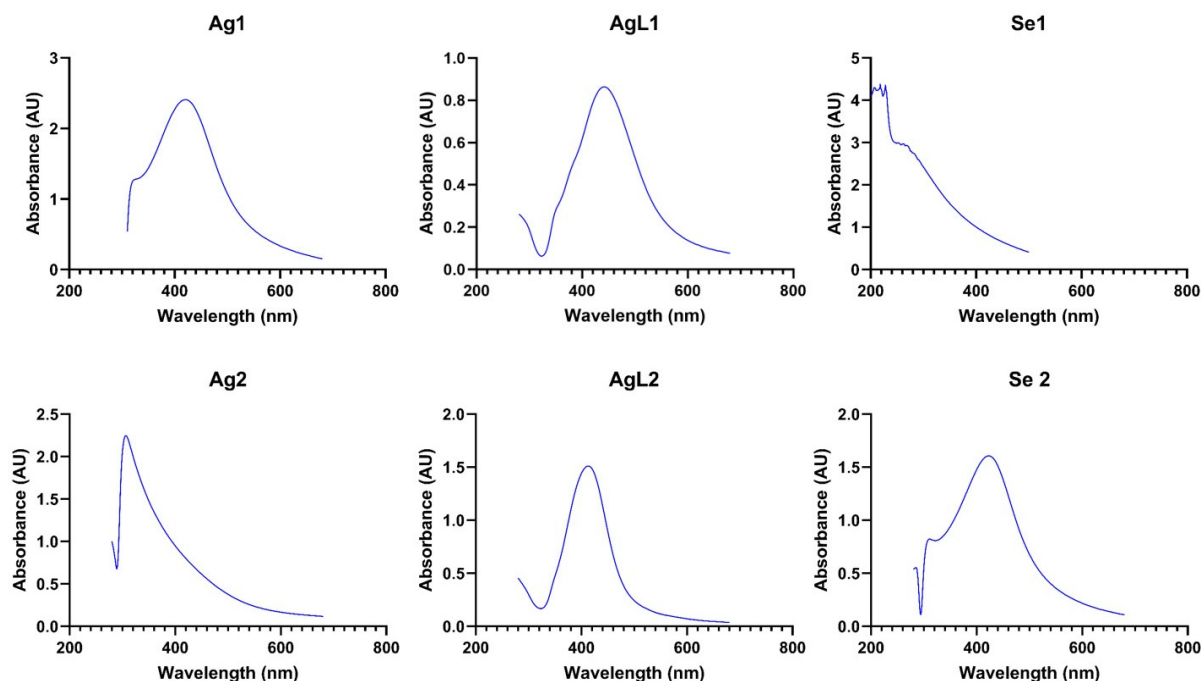 Ag1
Absorbance (AU)
3
2
1
0
200 400 600 800
Wavelength (nm)
AgL1
Absorbance (AU)
1.0
0.8
0.6
0.4
0.2
0.0
200 400 600 800
Wavelength (nm)
Se1
Absorbance (AU)
5
4
3
2
1
0
200 400 600 800
Wavelength (nm)
Ag2
Absorbance (AU)
2.5
2.0
1.5
1.0
0.5
0.0
200 400 600 800
Wavelength (nm)
AgL2
Absorbance (AU)
2.0
1.5
1.0
0.5
0.0
200 400 600 800
Wavelength (nm)
Se 2
Absorbance (AU)
2.0
1.5
1.0
0.5
0.0
200 400 600 800
Wavelength (nm)